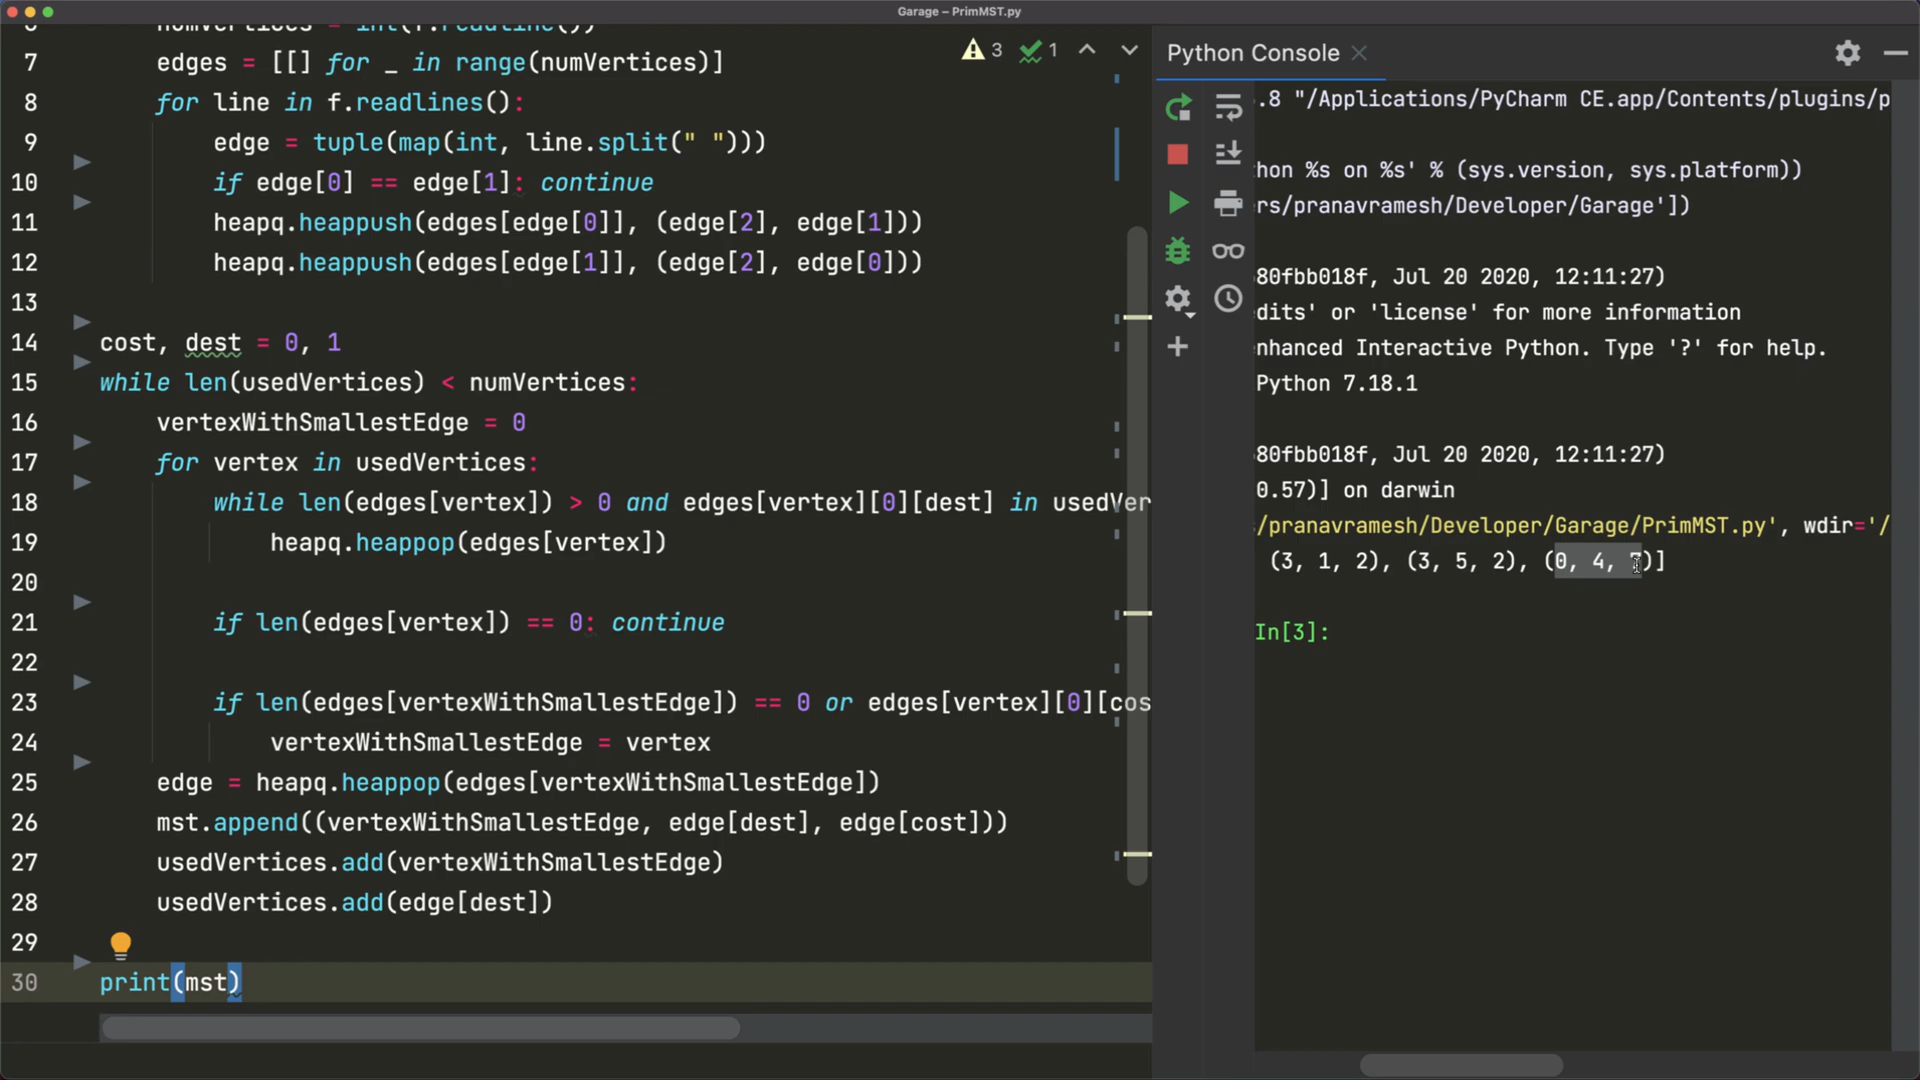 Garage – PrimMST.py
7 edges = [[] for _ in range(numVertices)]
8 for line in f.readlines():
9 edge = tuple(map(int, line.split(" ")))
10 if edge[0] == edge[1]: continue
11 heapq.heappush(edges[edge[0]], (edge[2], edge[1]))
12 heapq.heappush(edges[edge[1]], (edge[2], edge[0]))
13
14 cost, dest = 0, 1
15 while len(usedVertices) < numVertices:
16 vertexWithSmallestEdge = 0
17 for vertex in usedVertices:
18 while len(edges[vertex]) > 0 and edges[vertex][0][dest] in usedVer
19 heapq.heappop(edges[vertex])
20
21 if len(edges[vertex]) == 0: continue
22
23 if len(edges[vertexWithSmallestEdge]) == 0 or edges[vertex][0][cos
24 vertexWithSmallestEdge = vertex
25 edge = heapq.heappop(edges[vertexWithSmallestEdge])
26 mst.append((vertexWithSmallestEdge, edge[dest], edge[cost]))
27 usedVertices.add(vertexWithSmallestEdge)
28 usedVertices.add(edge[dest])
29
30 print(mst)
3 1
Python Console
.8 "/Applications/PyCharm CE.app/Contents/plugins/p
thon %s on %s' % (sys.version, sys.platform))
ers/pranavramesh/Developer/Garage'])
80fbb018f, Jul 20 2020, 12:11:27)
edits' or 'license' for more information
enhanced Interactive Python. Type '?' for help.
Python 7.18.1
80fbb018f, Jul 20 2020, 12:11:27)
0.57)] on darwin
s/pranavramesh/Developer/Garage/PrimMST.py', wdir='/
(3, 1, 2), (3, 5, 2), (0, 4, )]
In[3]: